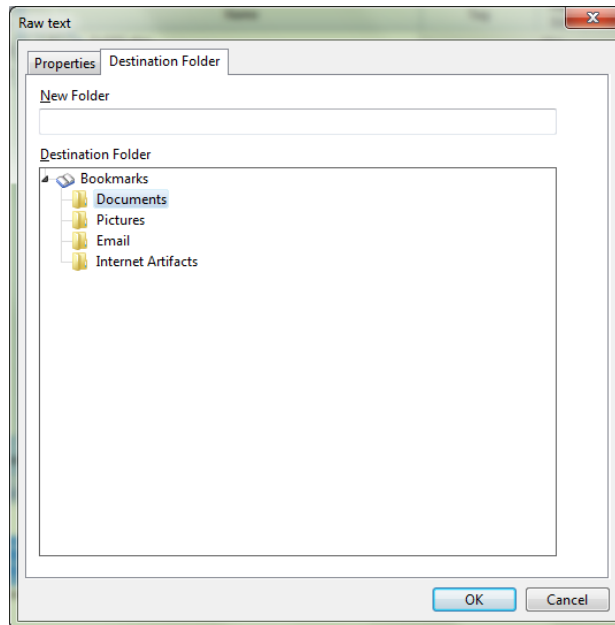 Raw text
Properties
Destination Folder
New Folder
Destination Folder
Bookmarks
Documents
Pictures
Email
Internet Artifacts
OK
Cancel